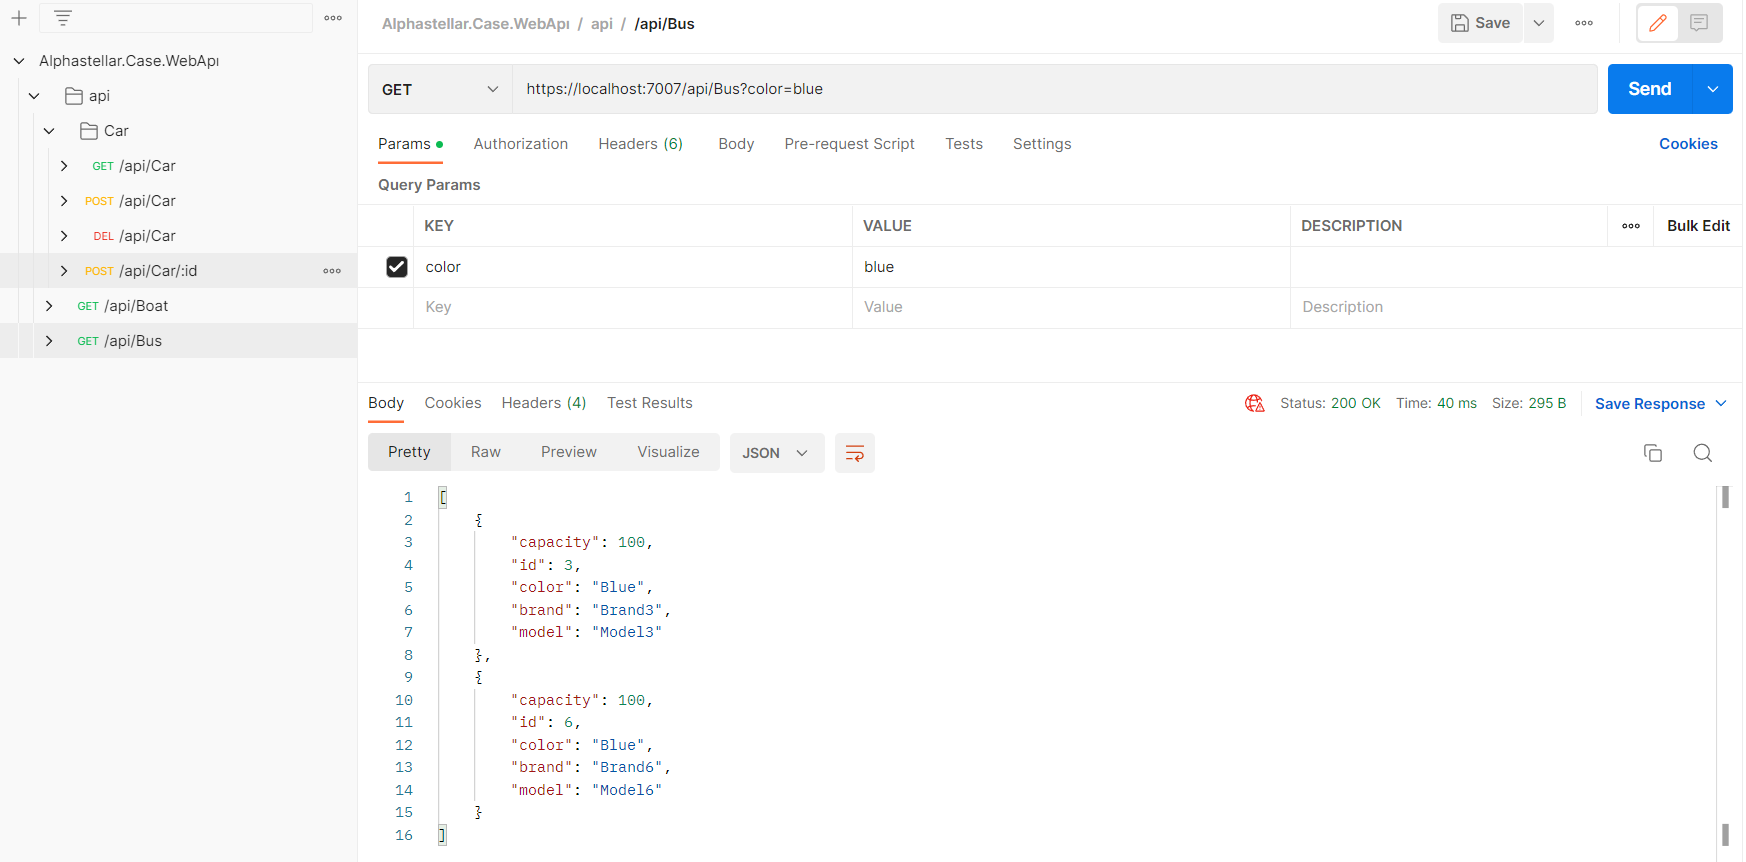 Alphastellar.Case.WebApı / api / /api/Bus
Save
Alphastellar.Case.WebApı
api
Car
GET /api/Car
POST /api/Car
DEL /api/Car
POST /api/Car/:id
GET /api/Boat
GET /api/Bus
GET https://localhost:7007/api/Bus?color=blue Send
Params Authorization Headers (6) Body Pre-request Script Tests Settings Cookies
Query Params
KEY VALUE DESCRIPTION Bulk Edit
color blue
Key Value Description
Body Cookies Headers (4) Test Results Status: 200 OK Time: 40 ms Size: 295 B Save Response
Pretty Raw Preview Visualize JSON
1 [
2 {
3 "capacity": 100,
4 "id": 3,
5 "color": "Blue",
6 "brand": "Brand3",
7 "model": "Model3"
8 },
9 {
10 "capacity": 100,
11 "id": 6,
12 "color": "Blue",
13 "brand": "Brand6",
14 "model": "Model6"
15 }
16 ]